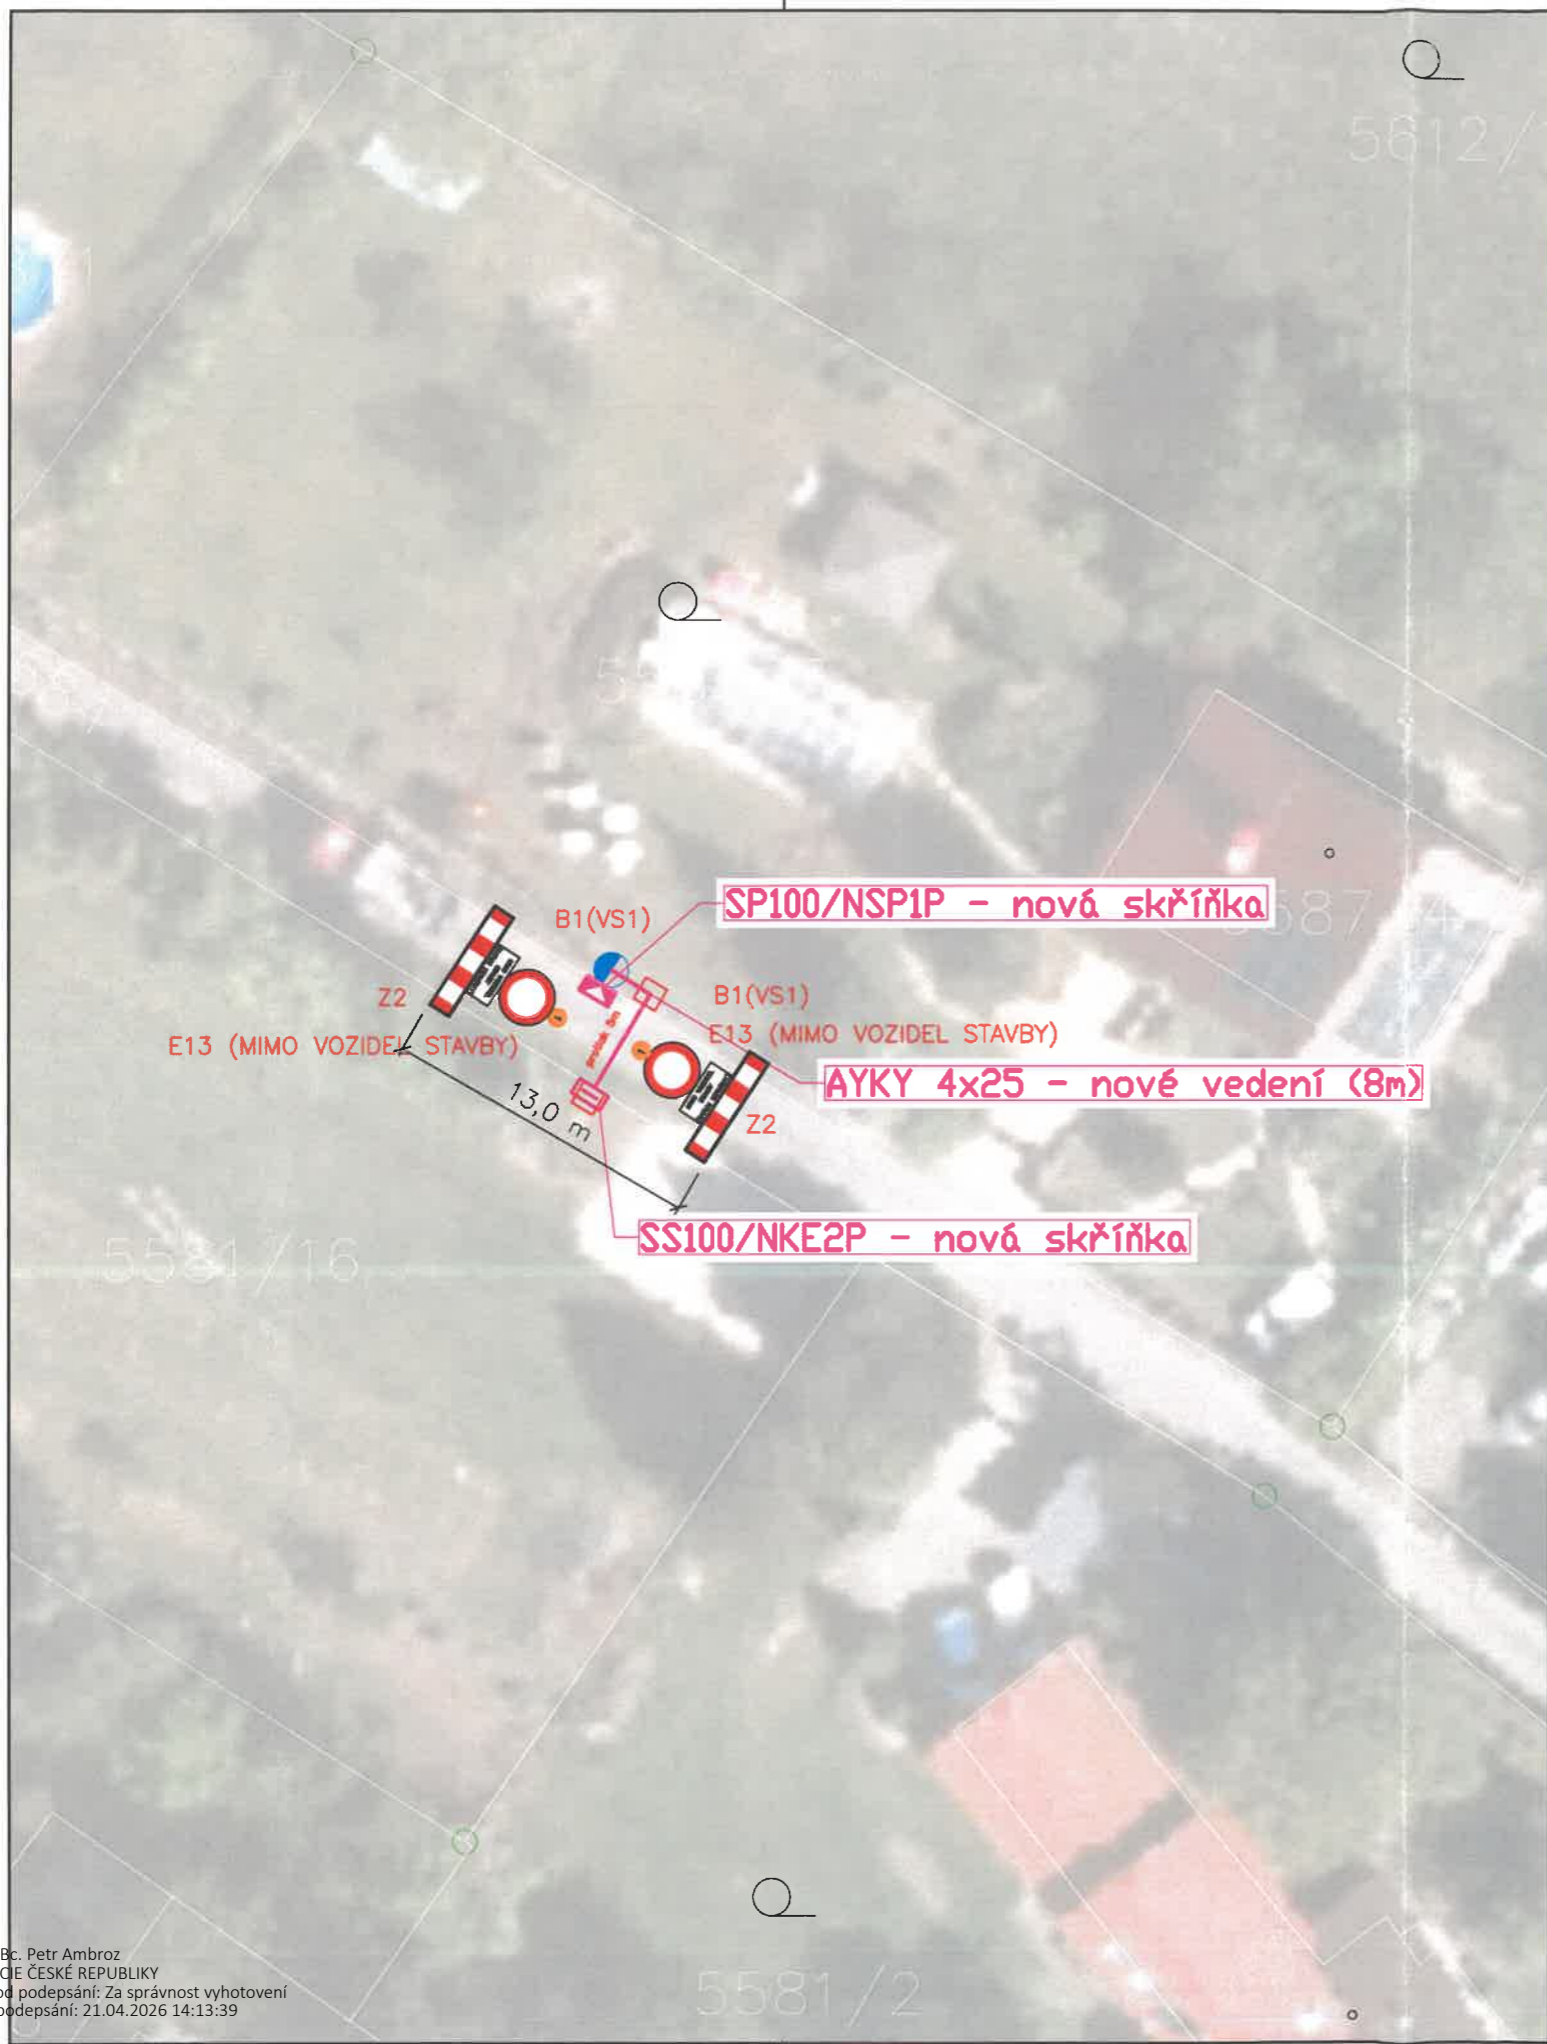 5612/
SP100/NSP1P - nová skříňka
B1(VS1)
B1(VS1)
Z2
E13 (MIMO VOZIDEL STAVBY)
E13 (MIMO VOZIDEL STAVBY)
AYKY 4x25 - nové vedení (8m)
13,0 m
Z2
SS100/NKE2P - nová skříňka
5581/16
Bc. Petr Ambroz
CIE ČESKÉ REPUBLIKY
od podepsání: Za správnost vyhotovení
podepsání: 21.04.2026 14:13:39
5581/2